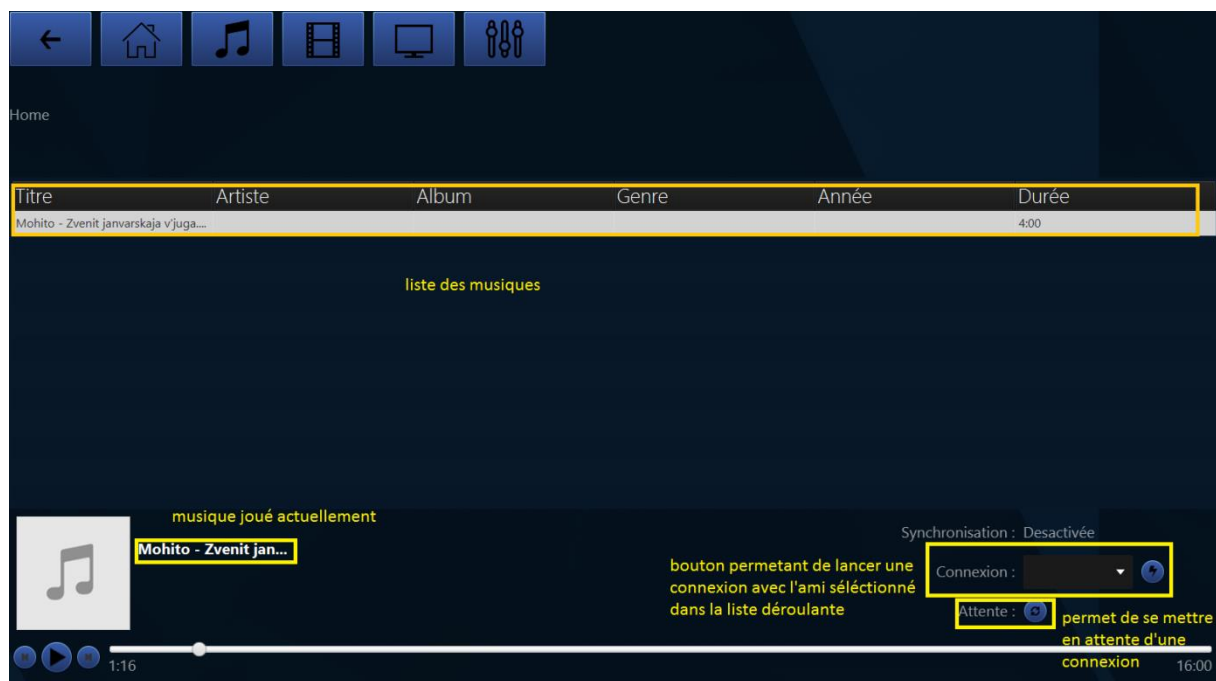 Home
Titre Artiste Album Genre Année Durée
Mohito - Zvenit janvarskaja v'juga.... 4:00
liste des musiques
musique joué actuellement
Mohito - Zvenit jan...
Synchronisation : Desactivée
bouton permetant de lancer une
connexion avec l'ami séléctionné
dans la liste déroulante
Connexion :
Attente :
permet de se mettre
en attente d'une
connexion
1:16
16:00